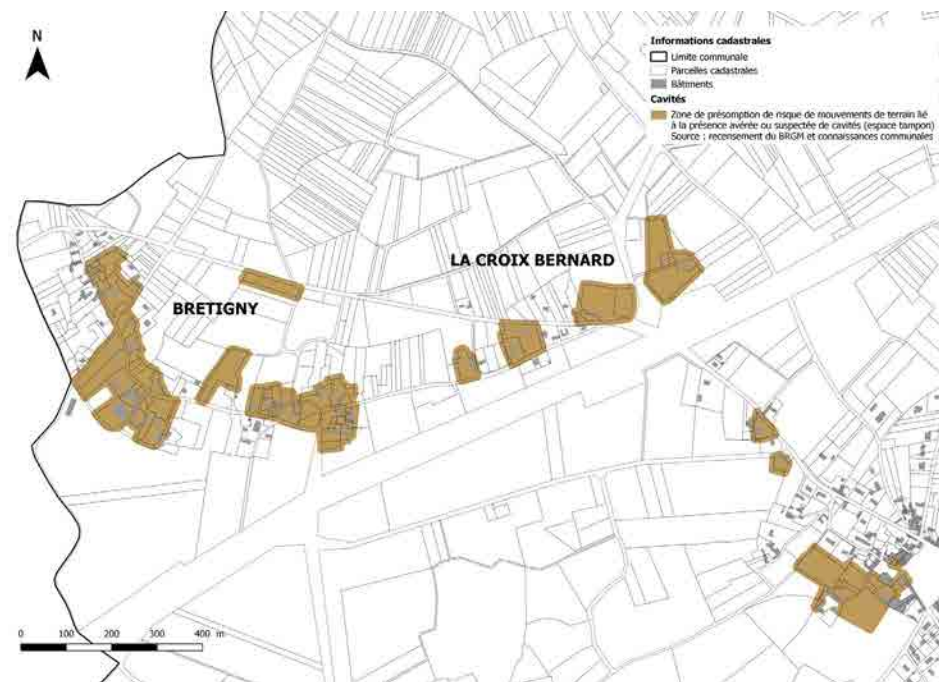 N
Informations cadastrales
Limite communale
Parcelles cadastrales
Bâtiments
Cavités
Zone de présomption de risque de mouvements de terrain lié
à la présence avérée ou suspectée de cavités (espace tampon)
Source : recensement du BRGM et connaissances communales
LA CROIX BERNARD
BRETIGNY
0 100 200 300 400 m